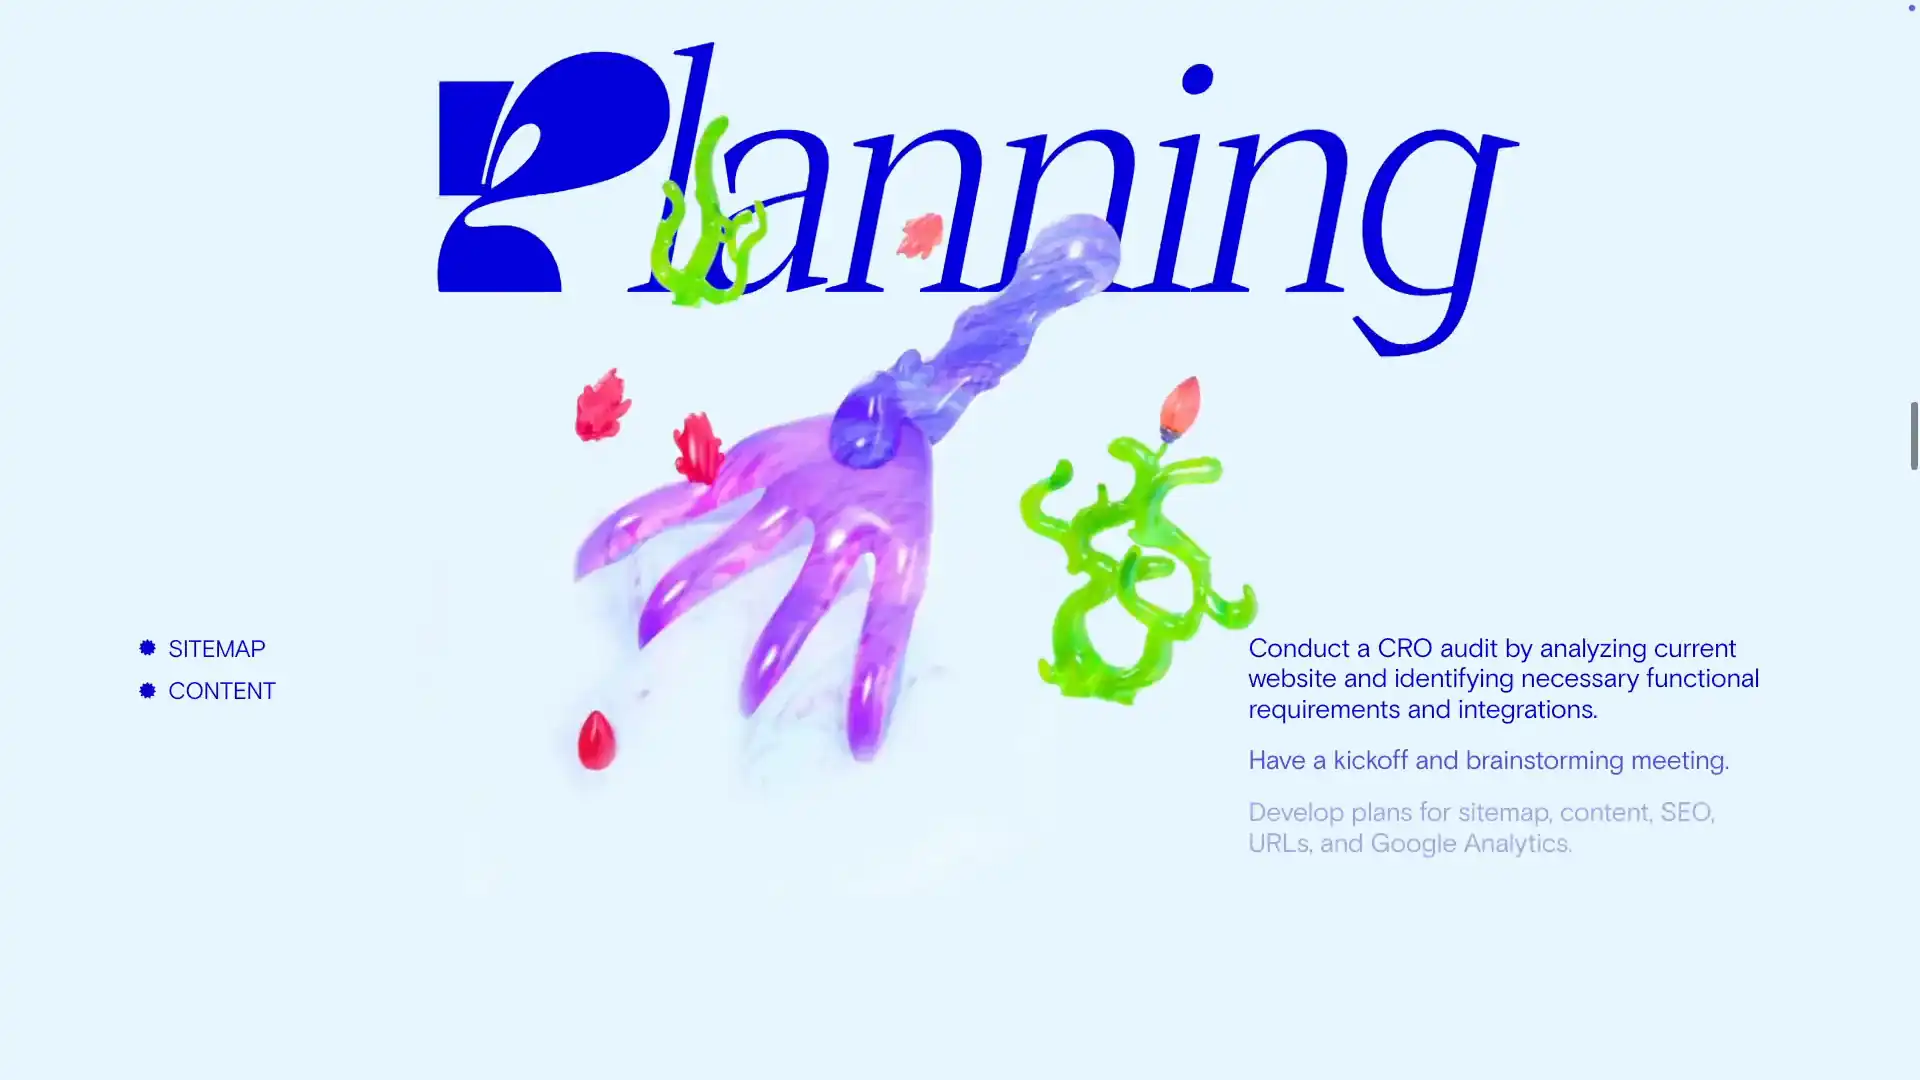 Planning
SITEMAP
CONTENT
Conduct a CRO audit by analyzing current
website and identifying necessary functional
requirements and integrations.
Have a kickoff and brainstorming meeting.
Develop plans for sitemap, content, SEO,
URLs, and Google Analytics.